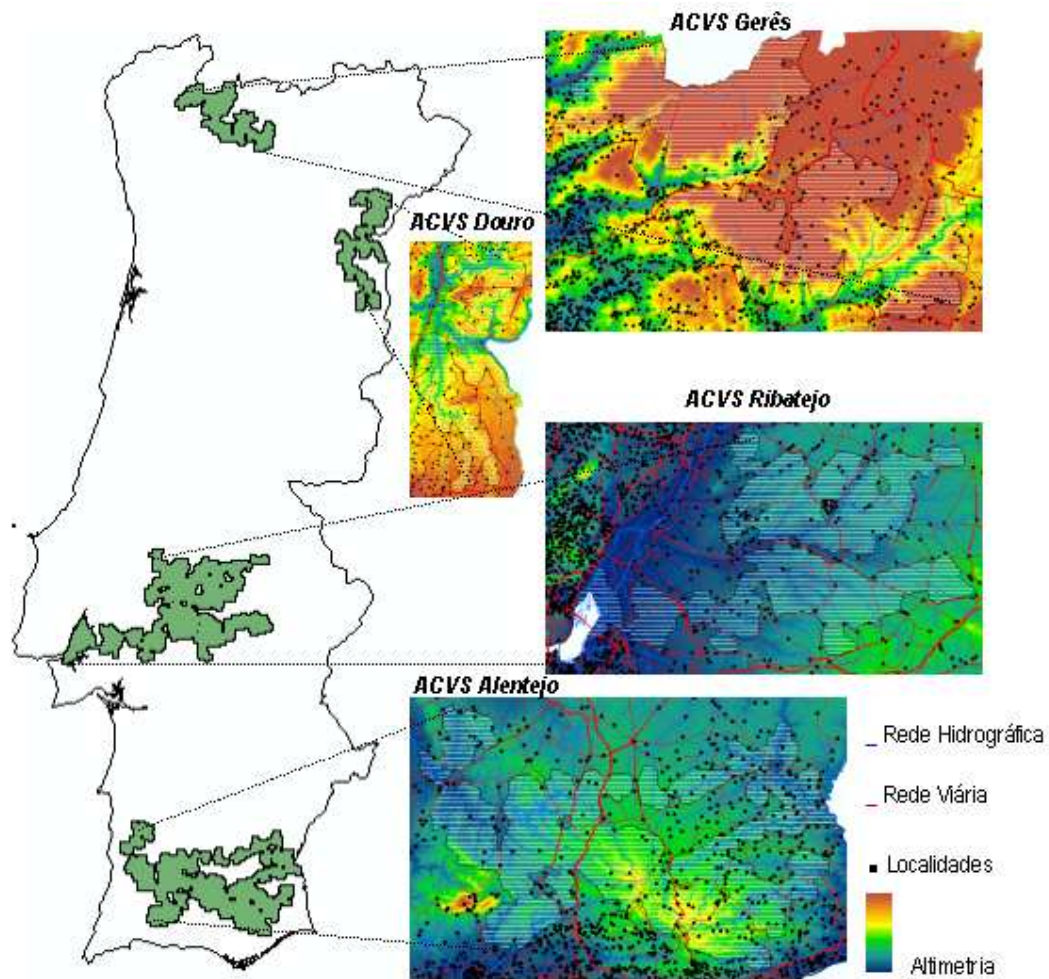 ACVS Gerês
ACVS Douro
ACVS Ribatejo
ACVS Alentejo
Rede Hidrográfica
Rede Viária
Localidades
Altimetria